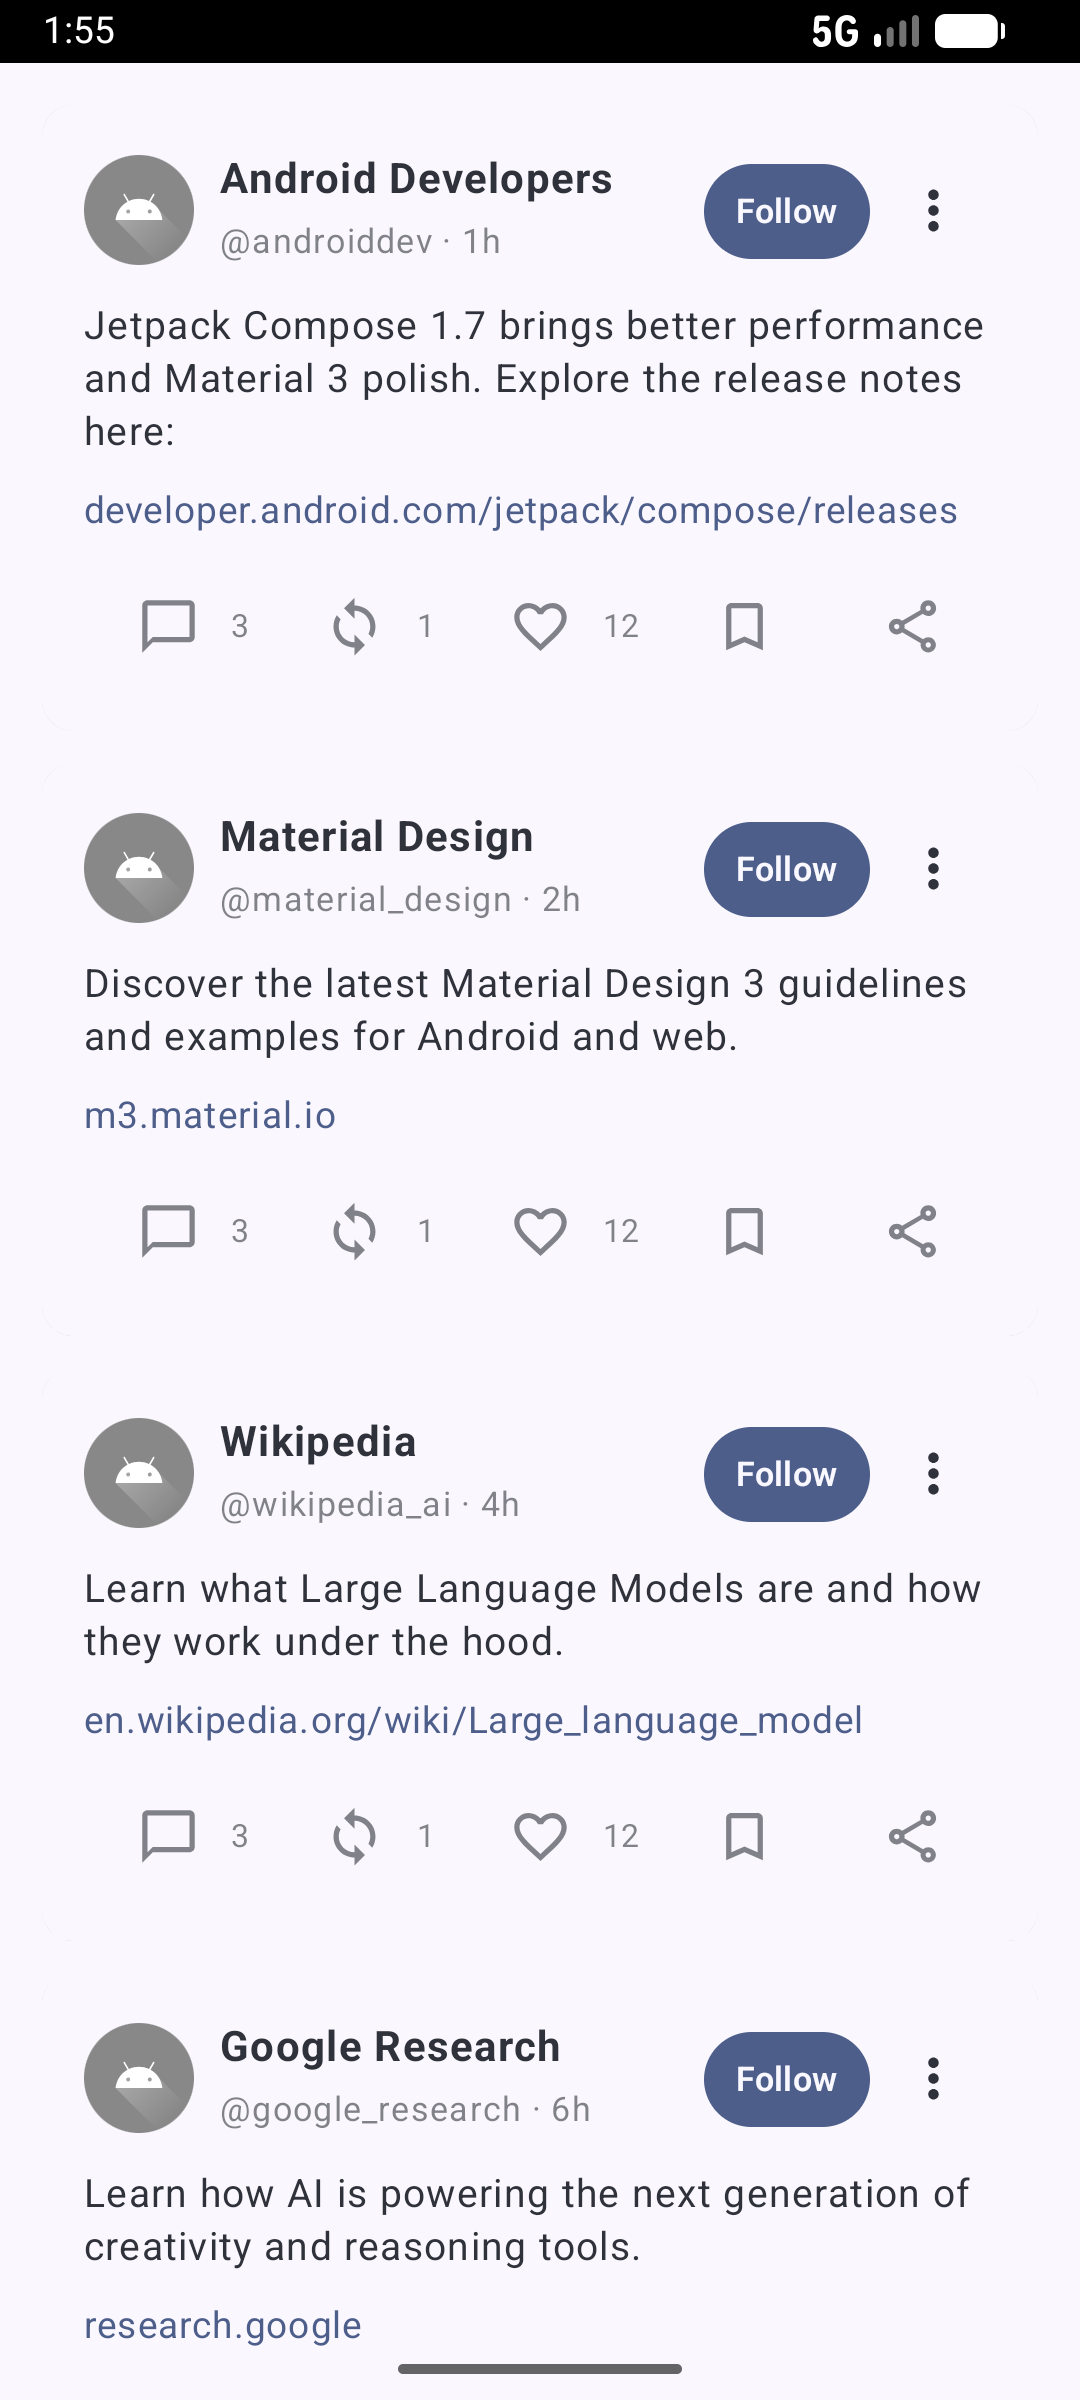 1:55 5G
Android Developers
@androiddev · 1h
Follow
Jetpack Compose 1.7 brings better performance
and Material 3 polish. Explore the release notes
here:
developer.android.com/jetpack/compose/releases
3 1 12
Material Design
@material_design · 2h
Follow
Discover the latest Material Design 3 guidelines
and examples for Android and web.
m3.material.io
3 1 12
Wikipedia
@wikipedia_ai · 4h
Follow
Learn what Large Language Models are and how
they work under the hood.
en.wikipedia.org/wiki/Large_language_model
3 1 12
Google Research
@google_research · 6h
Follow
Learn how AI is powering the next generation of
creativity and reasoning tools.
research.google